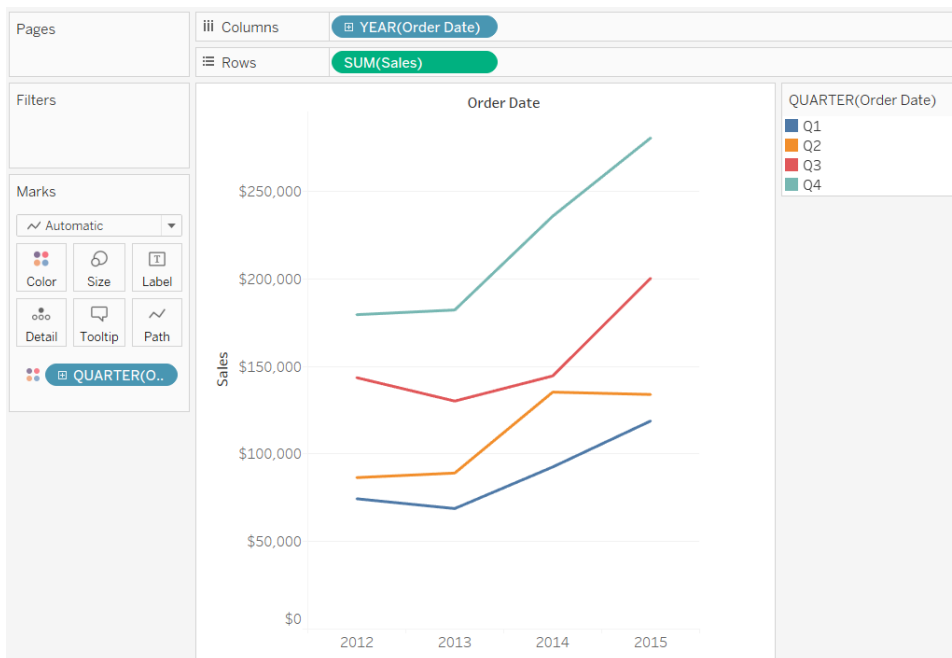 Pages
Columns
YEAR(Order Date)
Rows
SUM(Sales)
Filters
Marks
Automatic
Color
Size
Label
Detail
Tooltip
Path
QUARTER(O..
Order Date
Sales
$250,000
$200,000
$150,000
$100,000
$50,000
$0
2012 2013 2014 2015
QUARTER(Order Date)
Q1
Q2
Q3
Q4